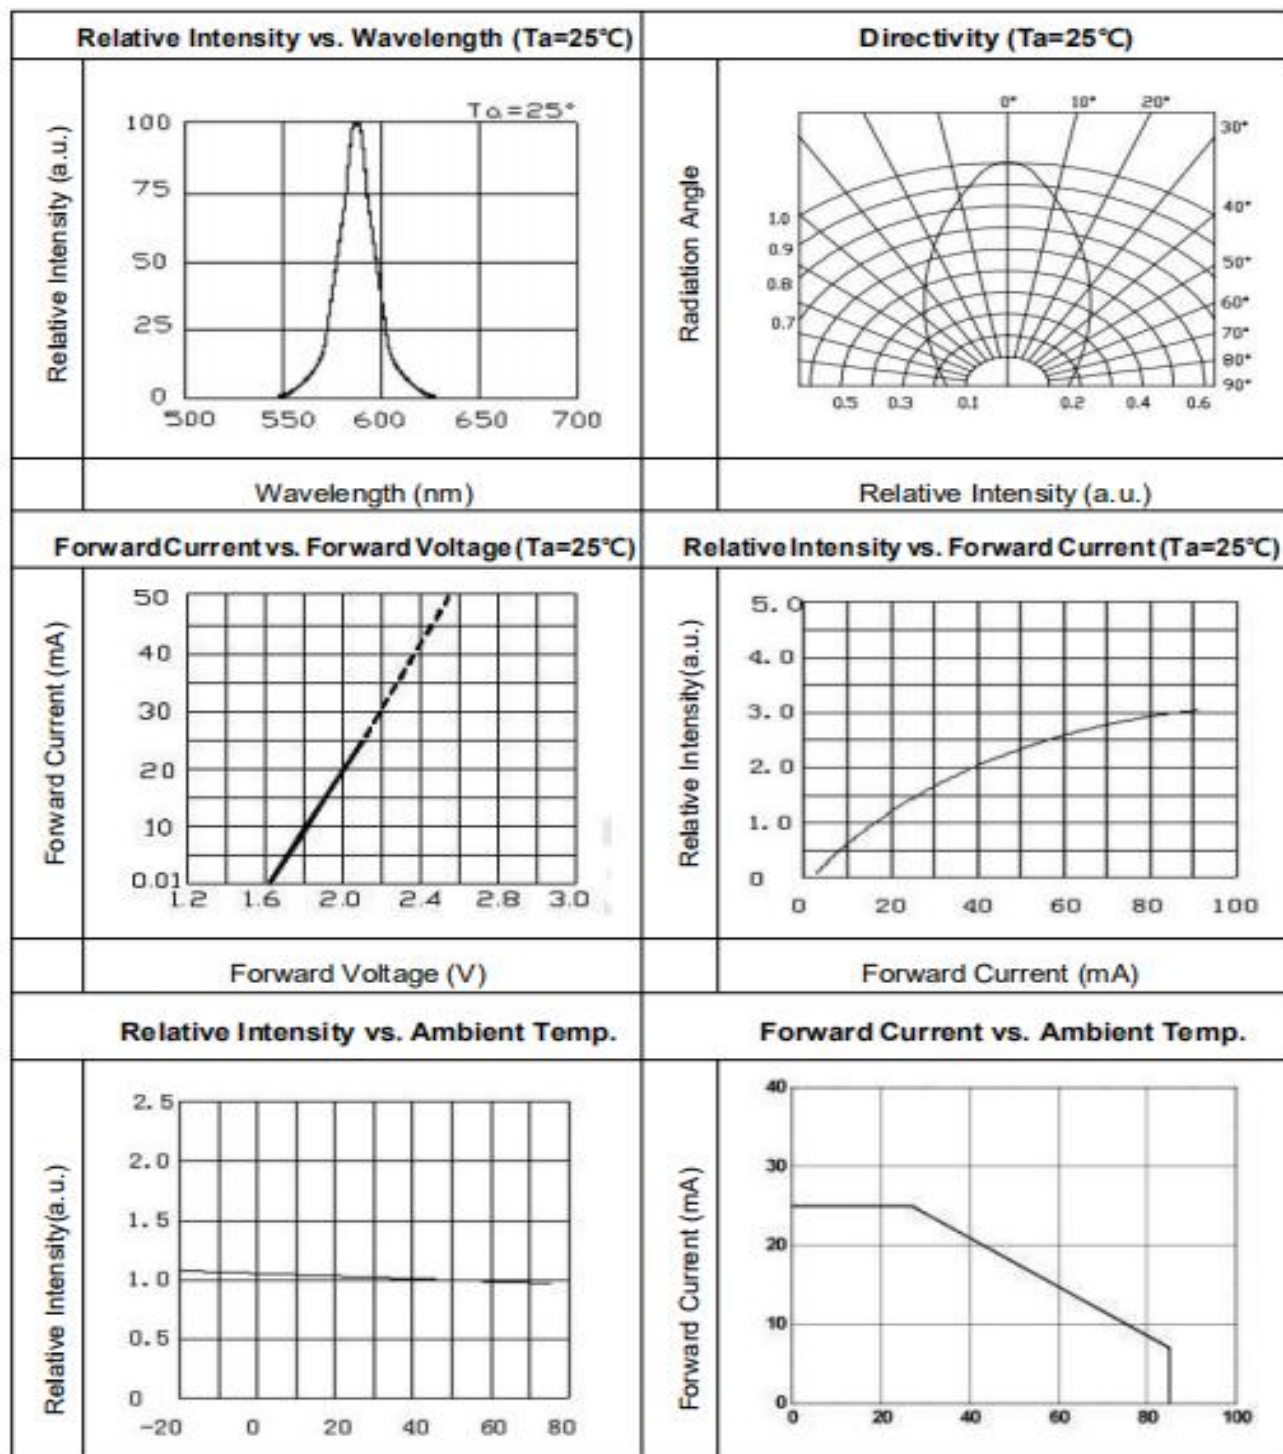 Relative Intensity vs. Wavelength (Ta=25℃)
Relative Intensity (a.u.)
Ta=25°
100
75
50
25
0
500 550 600 650 700
Wavelength (nm)
Directivity (Ta=25℃)
Radiation Angle
0° 10° 20°
30°
40°
50°
60°
70°
80°
90°
1.0
0.9
0.8
0.7
0.5 0.3 0.1 0.2 0.4 0.6
Relative Intensity (a.u.)
Forward Current vs. Forward Voltage (Ta=25℃)
Forward Current (mA)
50
40
30
20
10
0.01
1.2 1.6 2.0 2.4 2.8 3.0
Forward Voltage (V)
Relative Intensity vs. Forward Current (Ta=25℃)
Relative Intensity(a.u.)
5.0
4.0
3.0
2.0
1.0
0
0 20 40 60 80 100
Forward Current (mA)
Relative Intensity vs. Ambient Temp.
Relative Intensity(a.u.)
2.5
2.0
1.5
1.0
0.5
0
-20 0 20 40 60 80
Forward Current vs. Ambient Temp.
Forward Current (mA)
40
30
20
10
0
0 20 40 60 80 100